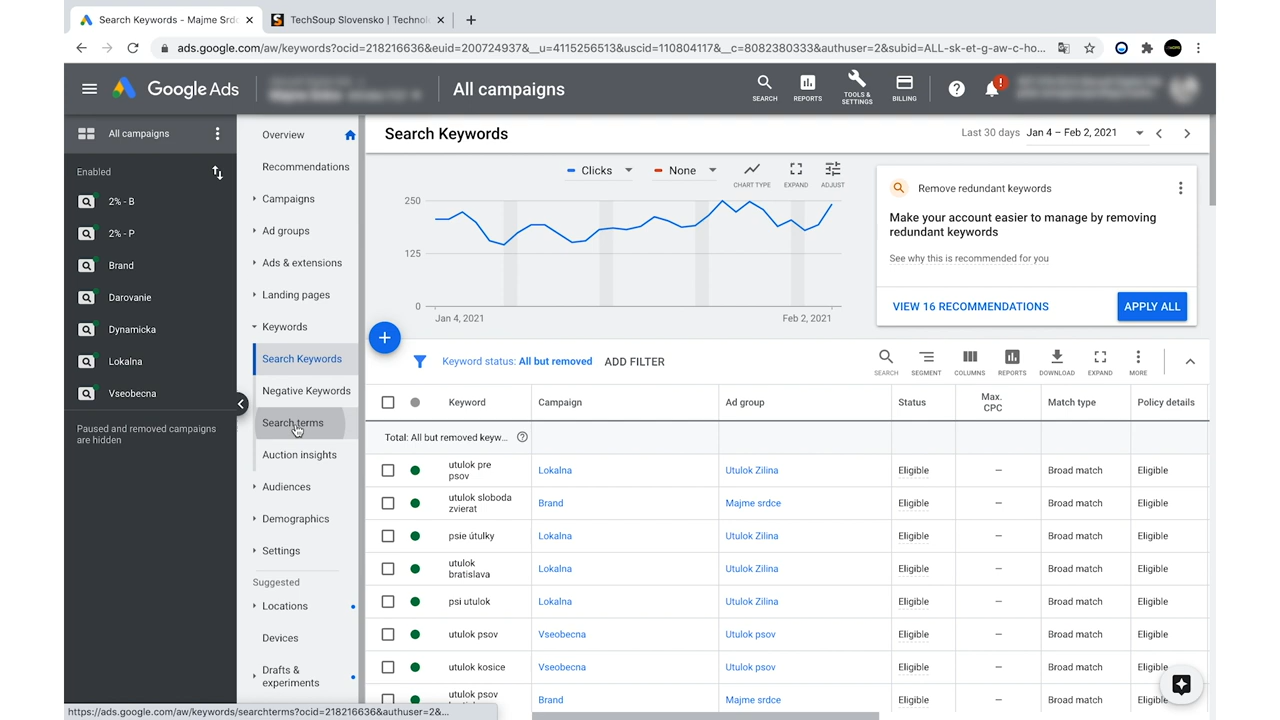 Search Keywords - Majme Srd
TechSoup Slovensko | Technol
ads.google.com/aw/keywords?ocid=218216636&euid=200724937&__u=4115256513&uscid=110804117&__c=8082380333&authuser=2&subid=ALL-sk-et-g-aw-c-ho...
Google Ads
All campaigns
SEARCH
REPORTS
TOOLS & SETTINGS
BILLING
All campaigns
Enabled
2% - B
2% - P
Brand
Darovanie
Dynamicka
Lokalna
Vseobecna
Paused and removed campaigns
are hidden
Overview
Recommendations
Campaigns
Ad groups
Ads & extensions
Landing pages
Keywords
Search Keywords
Negative Keywords
Search terms
Auction insights
Audiences
Demographics
Settings
Suggested
Locations
Devices
Drafts &
experiments
Search Keywords
Last 30 days Jan 4 – Feb 2, 2021
Clicks
None
CHART TYPE
EXPAND
ADJUST
250
125
0
Jan 4, 2021
Feb 2, 2021
Remove redundant keywords
Make your account easier to manage by removing
redundant keywords
See why this is recommended for you
VIEW 16 RECOMMENDATIONS
APPLY ALL
Keyword status: All but removed
ADD FILTER
SEARCH
SEGMENT
COLUMNS
REPORTS
DOWNLOAD
EXPAND
MORE
Keyword Campaign Ad group Status Max. CPC Match type Policy details
Total: All but removed keyw...
utulok pre psov Lokalna Utulok Zilina Eligible — Broad match Eligible
utulok sloboda zvierat Brand Majme srdce Eligible — Broad match Eligible
psie útulky Lokalna Utulok Zilina Eligible — Broad match Eligible
utulok bratislava Lokalna Utulok Zilina Eligible — Broad match Eligible
psi utulok Lokalna Utulok Zilina Eligible — Broad match Eligible
utulok psov Vseobecna Utulok psov Eligible — Broad match Eligible
utulok kosice Vseobecna Utulok psov Eligible — Broad match Eligible
utulok psov Brand Majme srdce Eligible — Broad match Eligible
https://ads.google.com/aw/keywords/searchterms?ocid=218216636&authuser=2&...